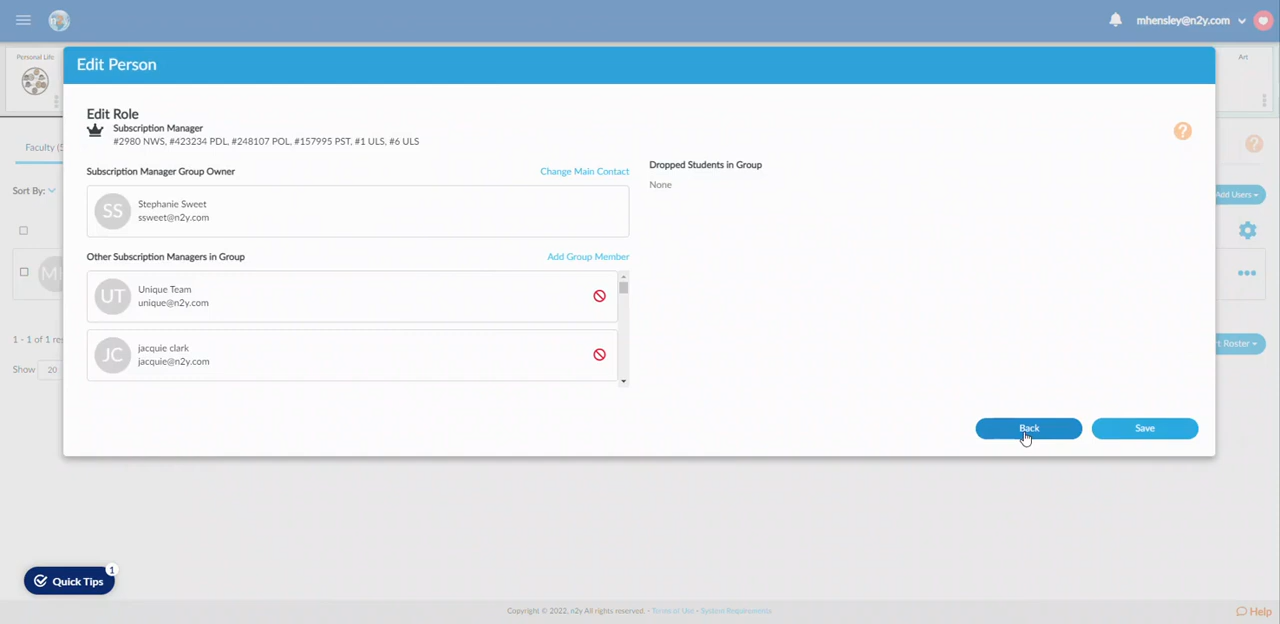 mhensley@n2y.com
Personal Life
Art
Edit Person
Edit Role
Subscription Manager
#2980 NWS, #423234 PDL, #248107 POL, #157995 PST, #1 ULS, #6 ULS
?
Subscription Manager Group Owner
Change Main Contact
Dropped Students in Group
None
SS
Stephanie Sweet
ssweet@n2y.com
Other Subscription Managers in Group
Add Group Member
UT
Unique Team
unique@n2y.com
JC
jacquie clark
jacquie@n2y.com
Back
Save
Faculty (
?
Sort By:
Add Users
1 - 1 of 1 res
t Roster
Show
20
Quick Tips
1
Copyright © 2022, n2y All rights reserved. - Terms of Use - System Requirements
Help